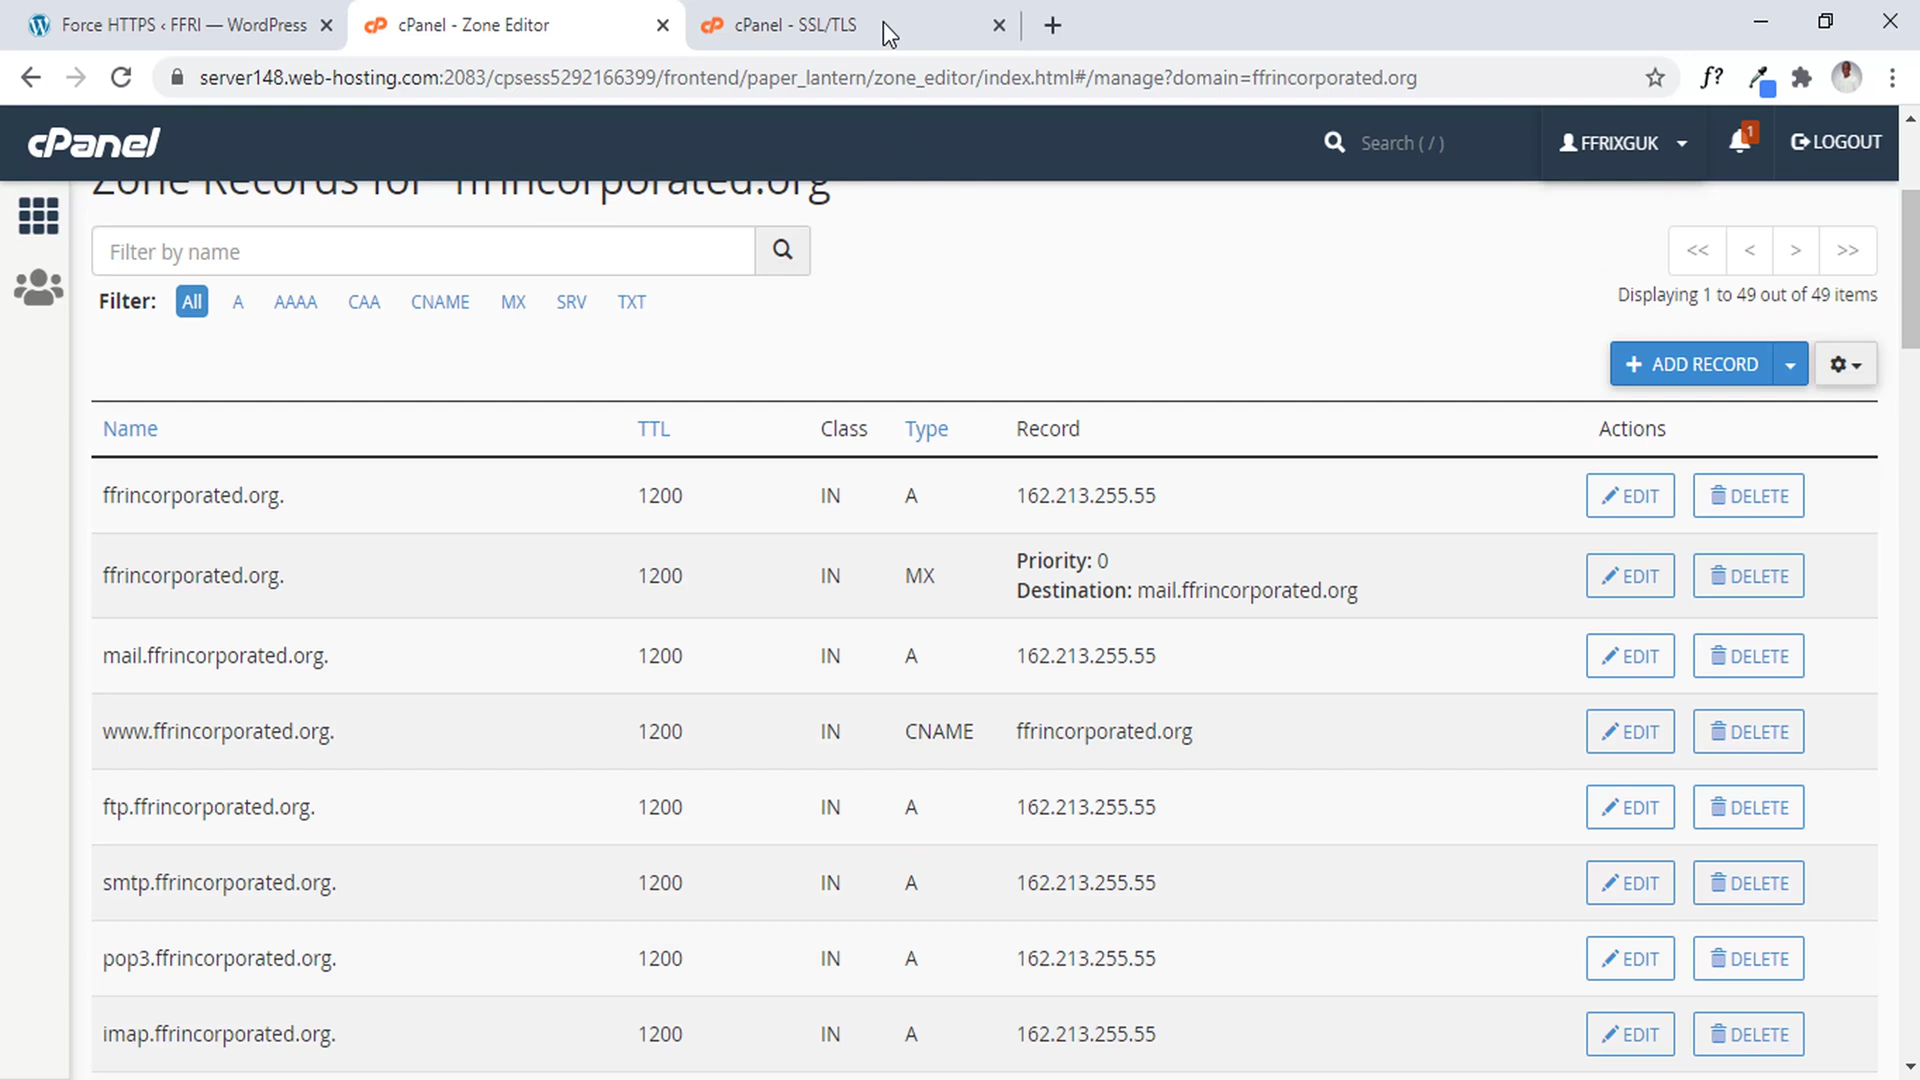 Force HTTPS ‹ FFRI — WordPress
cPanel - Zone Editor
cPanel - SSL/TLS
server148.web-hosting.com:2083/cpsess5292166399/frontend/paper_lantern/zone_editor/index.html#/manage?domain=ffrincorporated.org
f?
cPanel
Search ( / )
FFRIXGUK
1
LOGOUT
Zone Records for "ffrincorporated.org
Filter by name
<< < > >>
Filter: All A AAAA CAA CNAME MX SRV TXT
Displaying 1 to 49 out of 49 items
+ ADD RECORD
Name TTL Class Type Record Actions
ffrincorporated.org. 1200 IN A 162.213.255.55 EDIT DELETE
ffrincorporated.org. 1200 IN MX Priority: 0
Destination: mail.ffrincorporated.org EDIT DELETE
mail.ffrincorporated.org. 1200 IN A 162.213.255.55 EDIT DELETE
www.ffrincorporated.org. 1200 IN CNAME ffrincorporated.org EDIT DELETE
ftp.ffrincorporated.org. 1200 IN A 162.213.255.55 EDIT DELETE
smtp.ffrincorporated.org. 1200 IN A 162.213.255.55 EDIT DELETE
pop3.ffrincorporated.org. 1200 IN A 162.213.255.55 EDIT DELETE
imap.ffrincorporated.org. 1200 IN A 162.213.255.55 EDIT DELETE